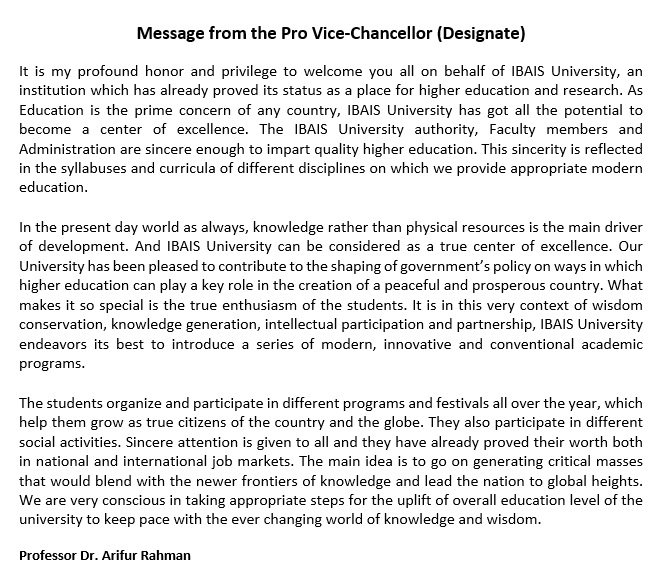 Message from the Pro Vice-Chancellor (Designate)
It is my profound honor and privilege to welcome you all on behalf of IBAIS University, an
institution which has already proved its status as a place for higher education and research. As
Education is the prime concern of any country, IBAIS University has got all the potential to
become a center of excellence. The IBAIS University authority, Faculty members and
Administration are sincere enough to impart quality higher education. This sincerity is reflected
in the syllabuses and curricula of different disciplines on which we provide appropriate modern
education.
In the present day world as always, knowledge rather than physical resources is the main driver
of development. And IBAIS University can be considered as a true center of excellence. Our
University has been pleased to contribute to the shaping of government’s policy on ways in which
higher education can play a key role in the creation of a peaceful and prosperous country. What
makes it so special is the true enthusiasm of the students. It is in this very context of wisdom
conservation, knowledge generation, intellectual participation and partnership, IBAIS University
endeavors its best to introduce a series of modern, innovative and conventional academic
programs.
The students organize and participate in different programs and festivals all over the year, which
help them grow as true citizens of the country and the globe. They also participate in different
social activities. Sincere attention is given to all and they have already proved their worth both
in national and international job markets. The main idea is to go on generating critical masses
that would blend with the newer frontiers of knowledge and lead the nation to global heights.
We are very conscious in taking appropriate steps for the uplift of overall education level of the
university to keep pace with the ever changing world of knowledge and wisdom.
Professor Dr. Arifur Rahman